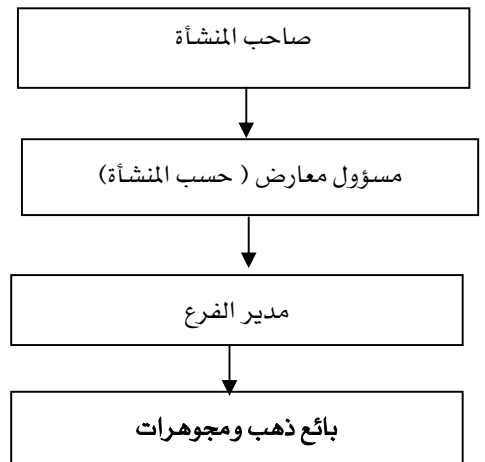 صاحب المنشأة
مسؤول معارض ( حسب المنشأة)
مدير الفرع
بائع ذهب ومجوهرات